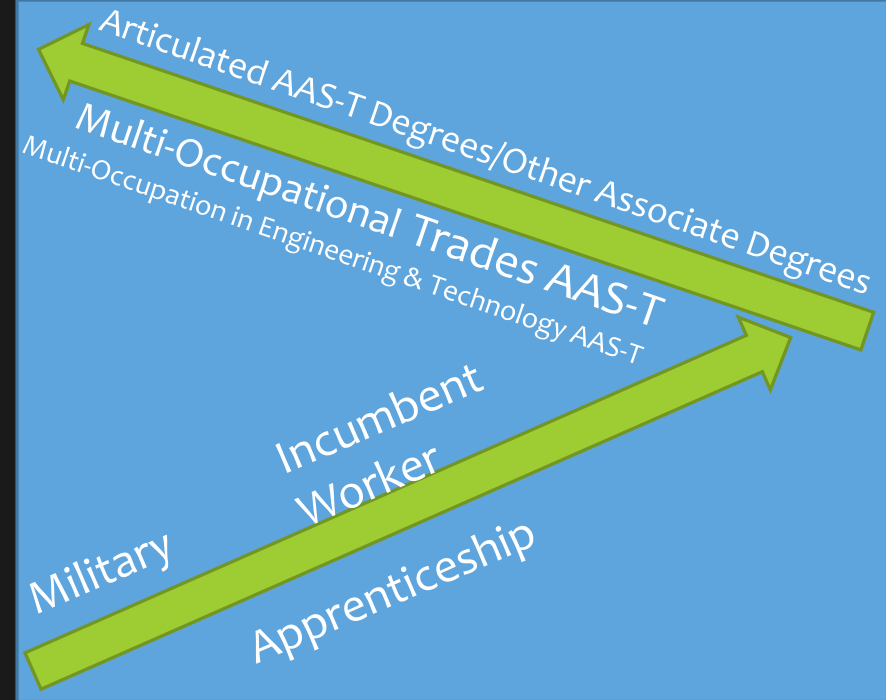 Articulated AAS-T Degrees/Other Associate Degrees
Multi-Occupational Trades AAS-T
Multi-Occupation in Engineering & Technology AAS-T
Incumbent
Worker
Military
Apprenticeship